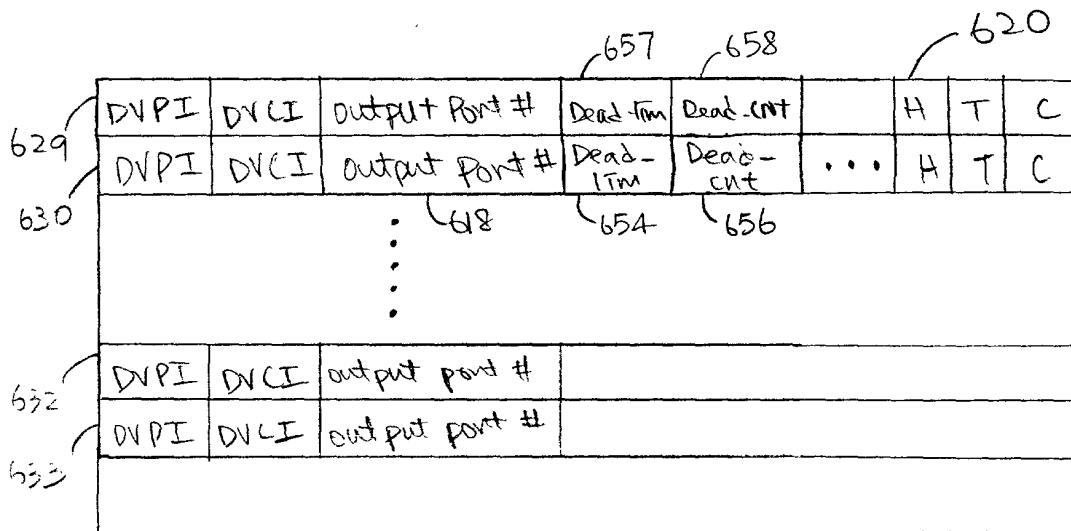 657 658 620
629 DVPI DVCI output Port # Dead-Tm Dead-CNT H T C
630 DVPI DVCI output Port # Dead-Tm Dead-cnt ... H T C
618 654 656
632 DVPI DVCI output port #
633 DVPI DVCI output port #